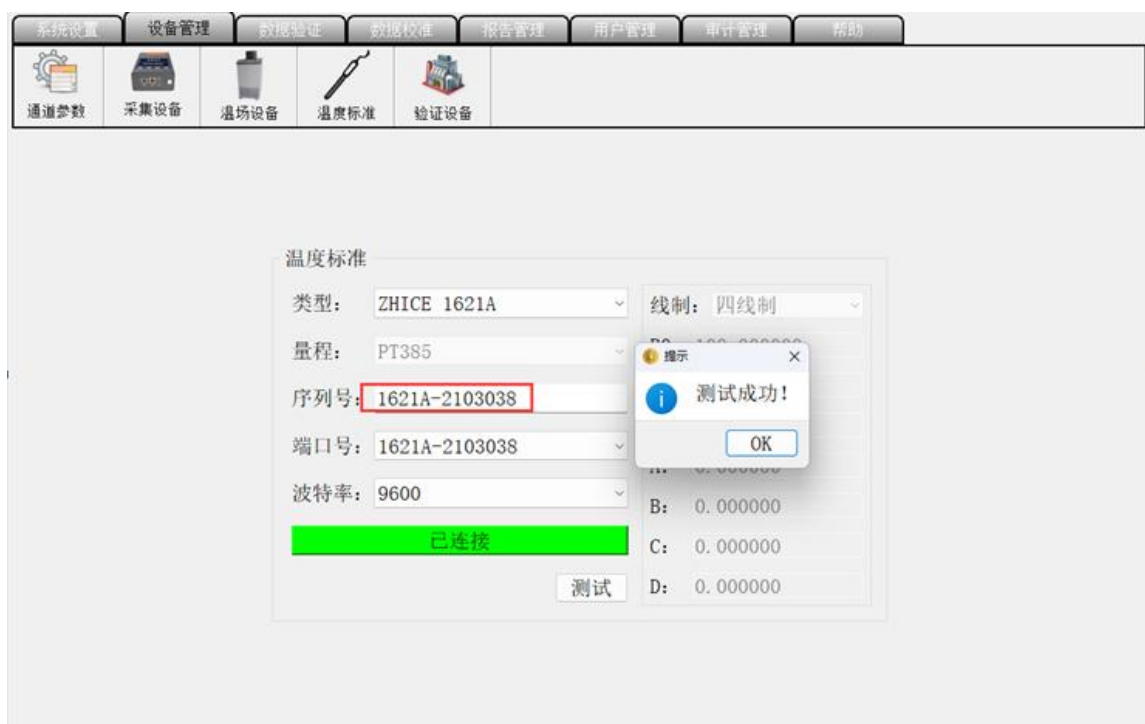 系统设置 设备管理 数据验证 数据校准 报告管理 用户管理 审计管理 帮助
通道参数 采集设备 温场设备 温度标准 验证设备
温度标准
类型： ZHICE 1621A
线制： 四线制
量程： PT385
提示
序列号： 1621A-2103038
测试成功！
端口号： 1621A-2103038
OK
波特率： 9600
B： 0.000000
已连接
C： 0.000000
测试
D： 0.000000